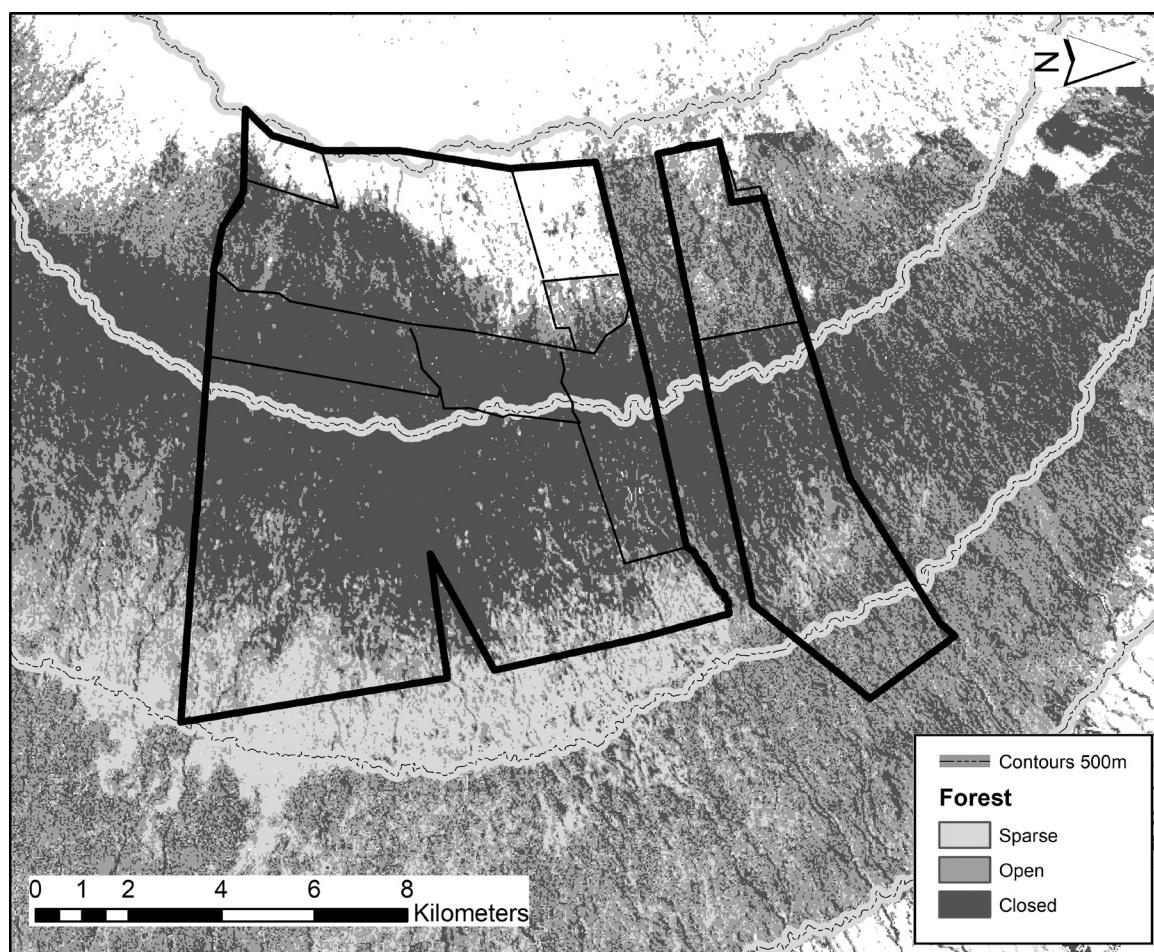 N
Contours 500m
Forest
Sparse
Open
Closed
0 1 2 4 6 8
Kilometers